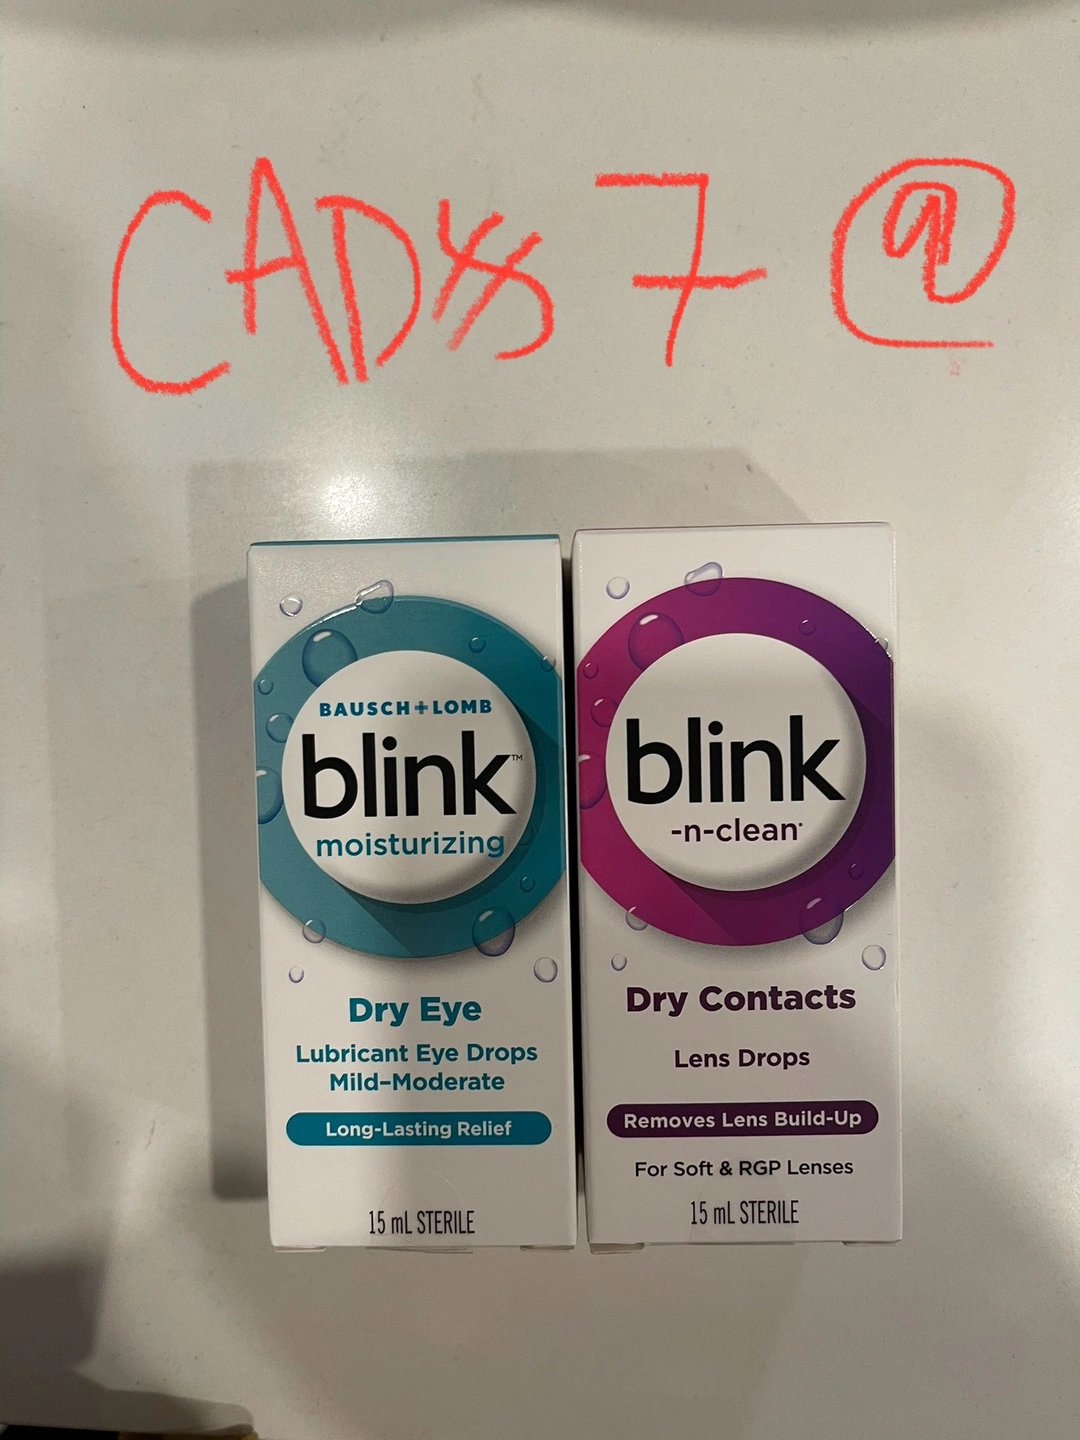 CAD$ 7 @
BAUSCH + LOMB
blink™
moisturizing
Dry Eye
Lubricant Eye Drops
Mild–Moderate
Long-Lasting Relief
15 mL STERILE
blink
-n-clean®
Dry Contacts
Lens Drops
Removes Lens Build-Up
For Soft & RGP Lenses
15 mL STERILE